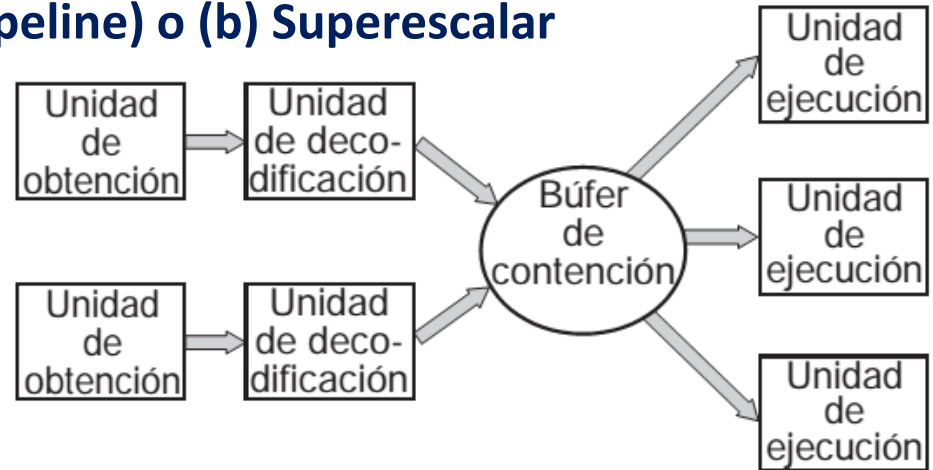 peline) o (b) Superescalar
Unidad
de
obtención
Unidad
de deco-
dificación
Unidad
de
obtención
Unidad
de deco-
dificación
Búfer
de
contención
Unidad
de
ejecución
Unidad
de
ejecución
Unidad
de
ejecución